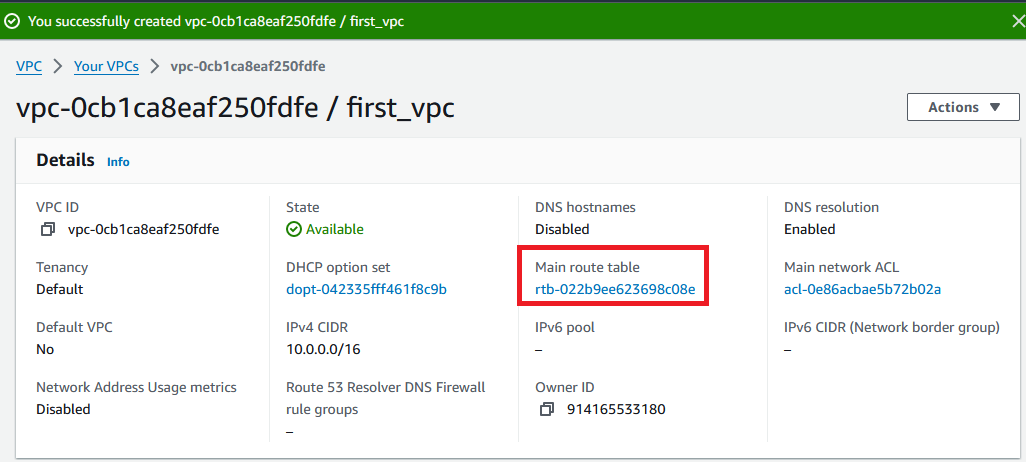 You successfully created vpc-0cb1ca8eaf250fdfe / first_vpc
VPC > Your VPCs > vpc-0cb1ca8eaf250fdfe
vpc-0cb1ca8eaf250fdfe / first_vpc
Actions
Details Info
VPC ID
vpc-0cb1ca8eaf250fdfe
State
Available
DNS hostnames
Disabled
DNS resolution
Enabled
Tenancy
Default
DHCP option set
dopt-042335fff461f8c9b
Main route table
rtb-022b9ee623698c08e
Main network ACL
acl-0e86acbae5b72b02a
Default VPC
No
IPv4 CIDR
10.0.0.0/16
IPv6 pool
–
IPv6 CIDR (Network border group)
–
Network Address Usage metrics
Disabled
Route 53 Resolver DNS Firewall
rule groups
–
Owner ID
914165533180